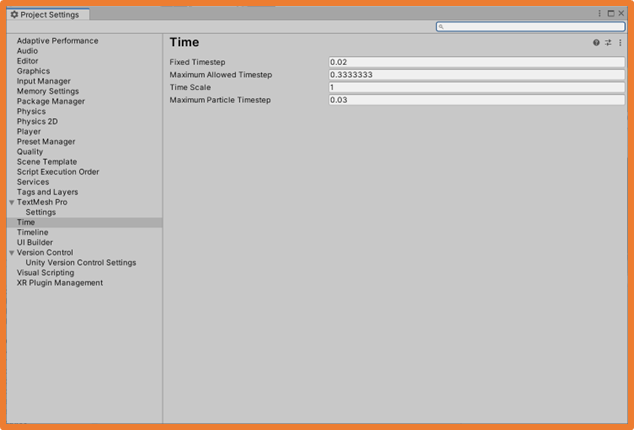 Project Settings
Adaptive Performance
Audio
Editor
Graphics
Input Manager
Memory Settings
Package Manager
Physics
Physics 2D
Player
Preset Manager
Quality
Scene Template
Script Execution Order
Services
Tags and Layers
TextMesh Pro
Settings
Time
Timeline
UI Builder
Version Control
Unity Version Control Settings
Visual Scripting
XR Plugin Management
Time
Fixed Timestep 0.02
Maximum Allowed Timestep 0.3333333
Time Scale 1
Maximum Particle Timestep 0.03